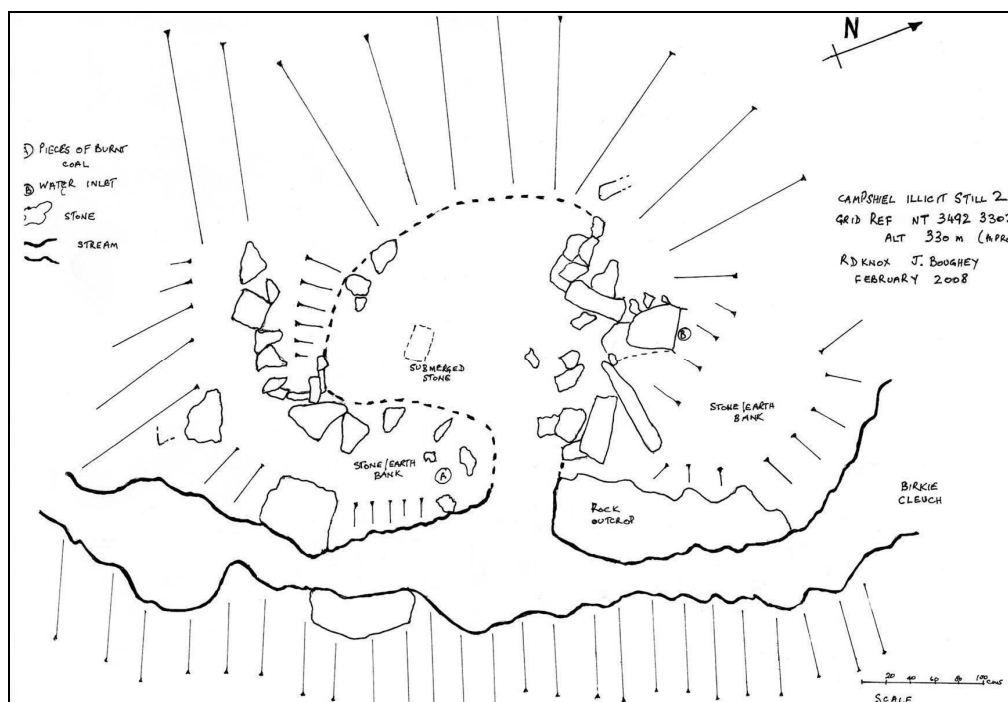 N
A PIECES OF BURNT
COAL
B WATER INLET
STONE
STREAM
CAMPSHIEL ILLICIT STILL 2
GRID REF NT 3492 330
ALT 330 m
RD KNOX J. BOUGHEY
FEBRUARY 2008
B
SUBMERGED
STONE
STONE/EARTH
BANK
STONE/EARTH
BANK
A
ROCK
OUTCROP
BIRKIE
CLEUCH
20 40 60 80 100 cms
SCALE